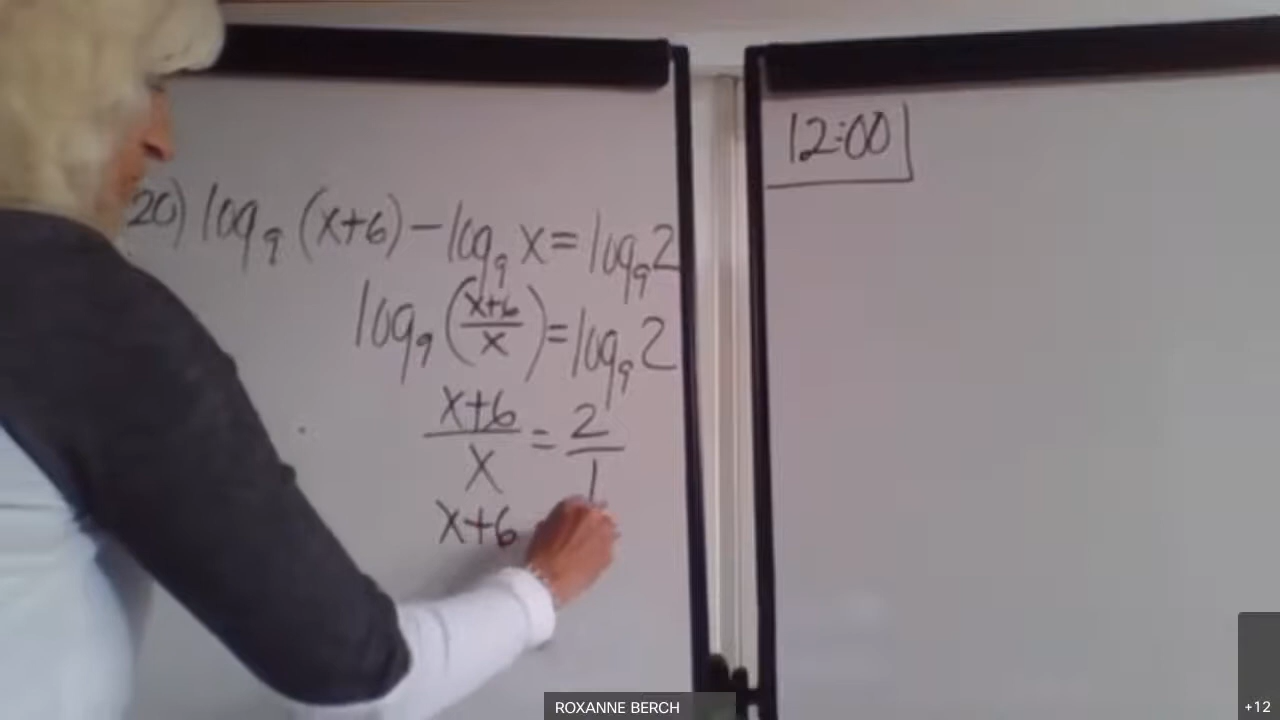 20) log₉ (x+6) − log₉ x = log₉ 2
log₉ (x+6/x) = log₉ 2
x+6/x = 2/1
x+6
12:00
ROXANNE BERCH
+12